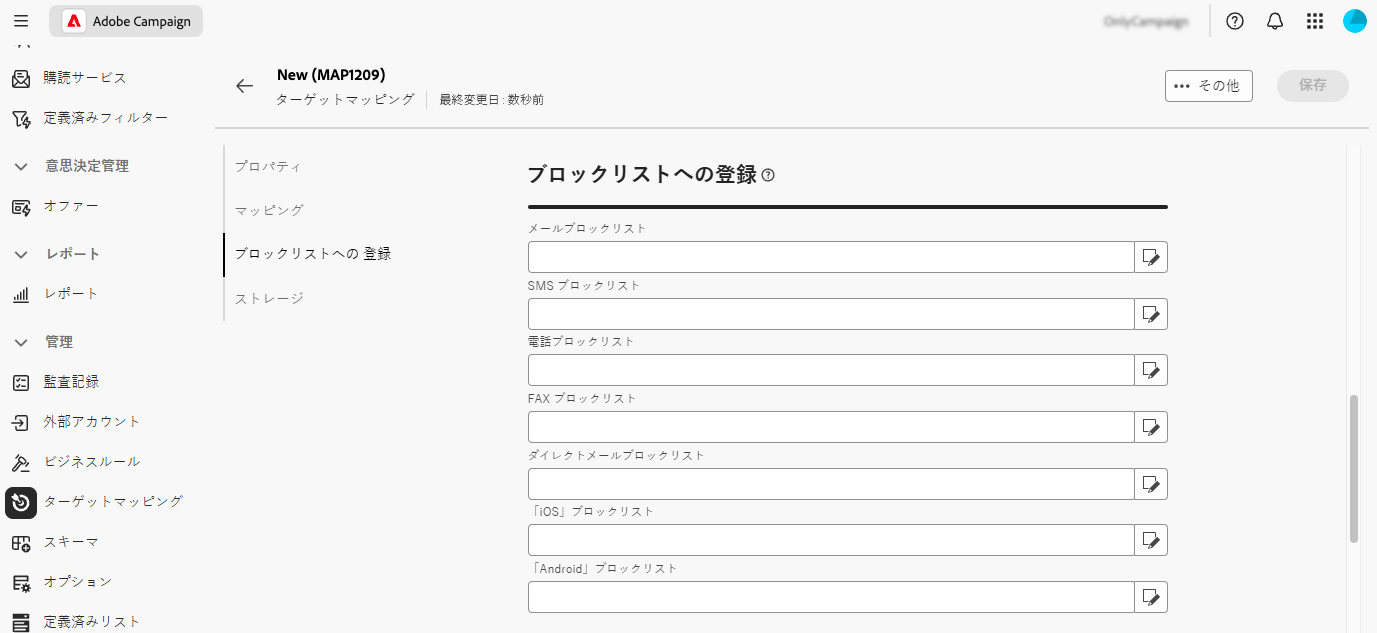 Adobe Campaign
OnlyCampaign
購読サービス
定義済みフィルター
意思決定管理
オファー
レポート
レポート
管理
監査記録
外部アカウント
ビジネスルール
ターゲットマッピング
スキーマ
オプション
定義済みリスト
New (MAP1209)
ターゲットマッピング
最終変更日 : 数秒前
その他
保存
プロパティ
マッピング
ブロックリストへの 登録
ストレージ
ブロックリストへの登録
メールブロックリスト
SMS ブロックリスト
電話ブロックリスト
FAX ブロックリスト
ダイレクトメールブロックリスト
「iOS」ブロックリスト
「Android」ブロックリスト